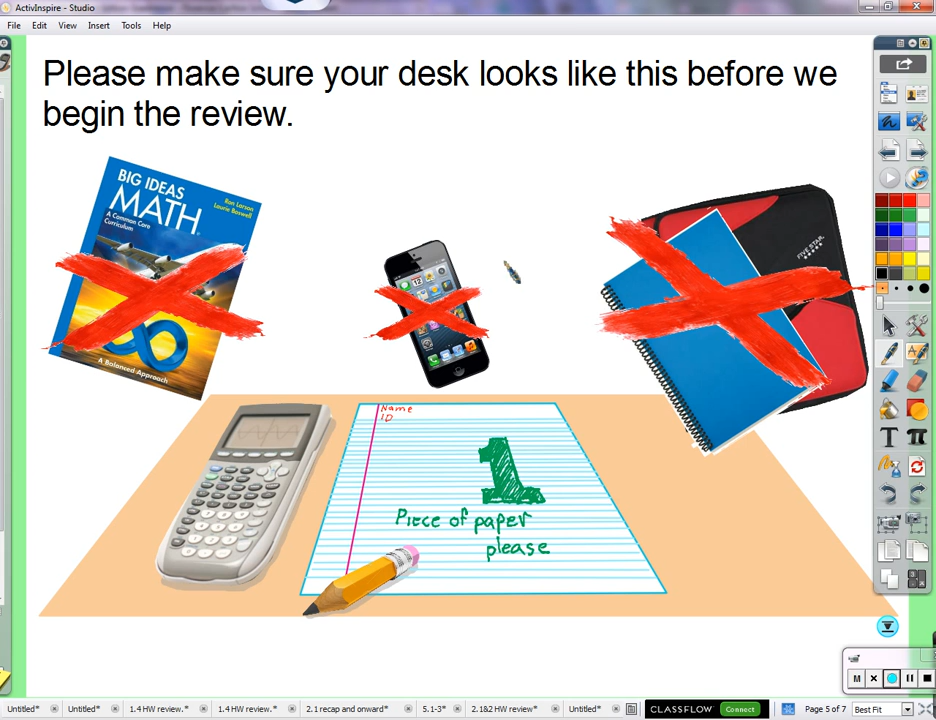 ActivInspire - Studio
File Edit View Insert Tools Help
Please make sure your desk looks like this before we
begin the review.
BIG IDEAS
MATH
Ron Larson
Laurie Boswell
A Common Core
Curriculum
A Balanced Approach
FIVE STAR
Name
ID
1
Piece of paper
please
T
π
M
Untitled* Untitled* 1.4 HW review.* 1.4 HW review.* 2.1 recap and onward* 5.1-3* 2.1&2 HW review* Untitled* CLASSFLOW Connect Page 5 of 7 Best Fit